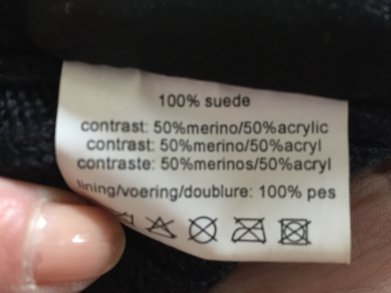 100% suede
contrast: 50%merino/50%acrylic
contrast: 50%merino/50%acryl
contraste: 50%merinos/50%acryl
lining/voering/doublure: 100% pes